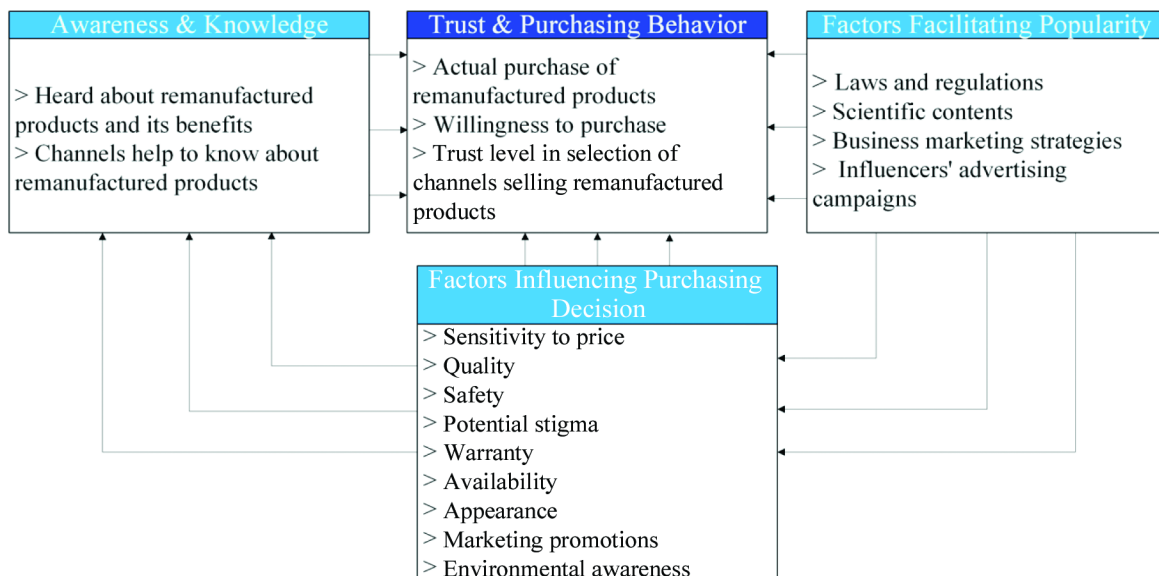 Awareness & Knowledge
> Heard about remanufactured
products and its benefits
> Channels help to know about
remanufactured products
Trust & Purchasing Behavior
> Actual purchase of
remanufactured products
> Willingness to purchase
> Trust level in selection of
channels selling remanufactured
products
Factors Facilitating Popularity
> Laws and regulations
> Scientific contents
> Business marketing strategies
> Influencers' advertising
campaigns
Factors Influencing Purchasing
Decision
> Sensitivity to price
> Quality
> Safety
> Potential stigma
> Warranty
> Availability
> Appearance
> Marketing promotions
> Environmental awareness